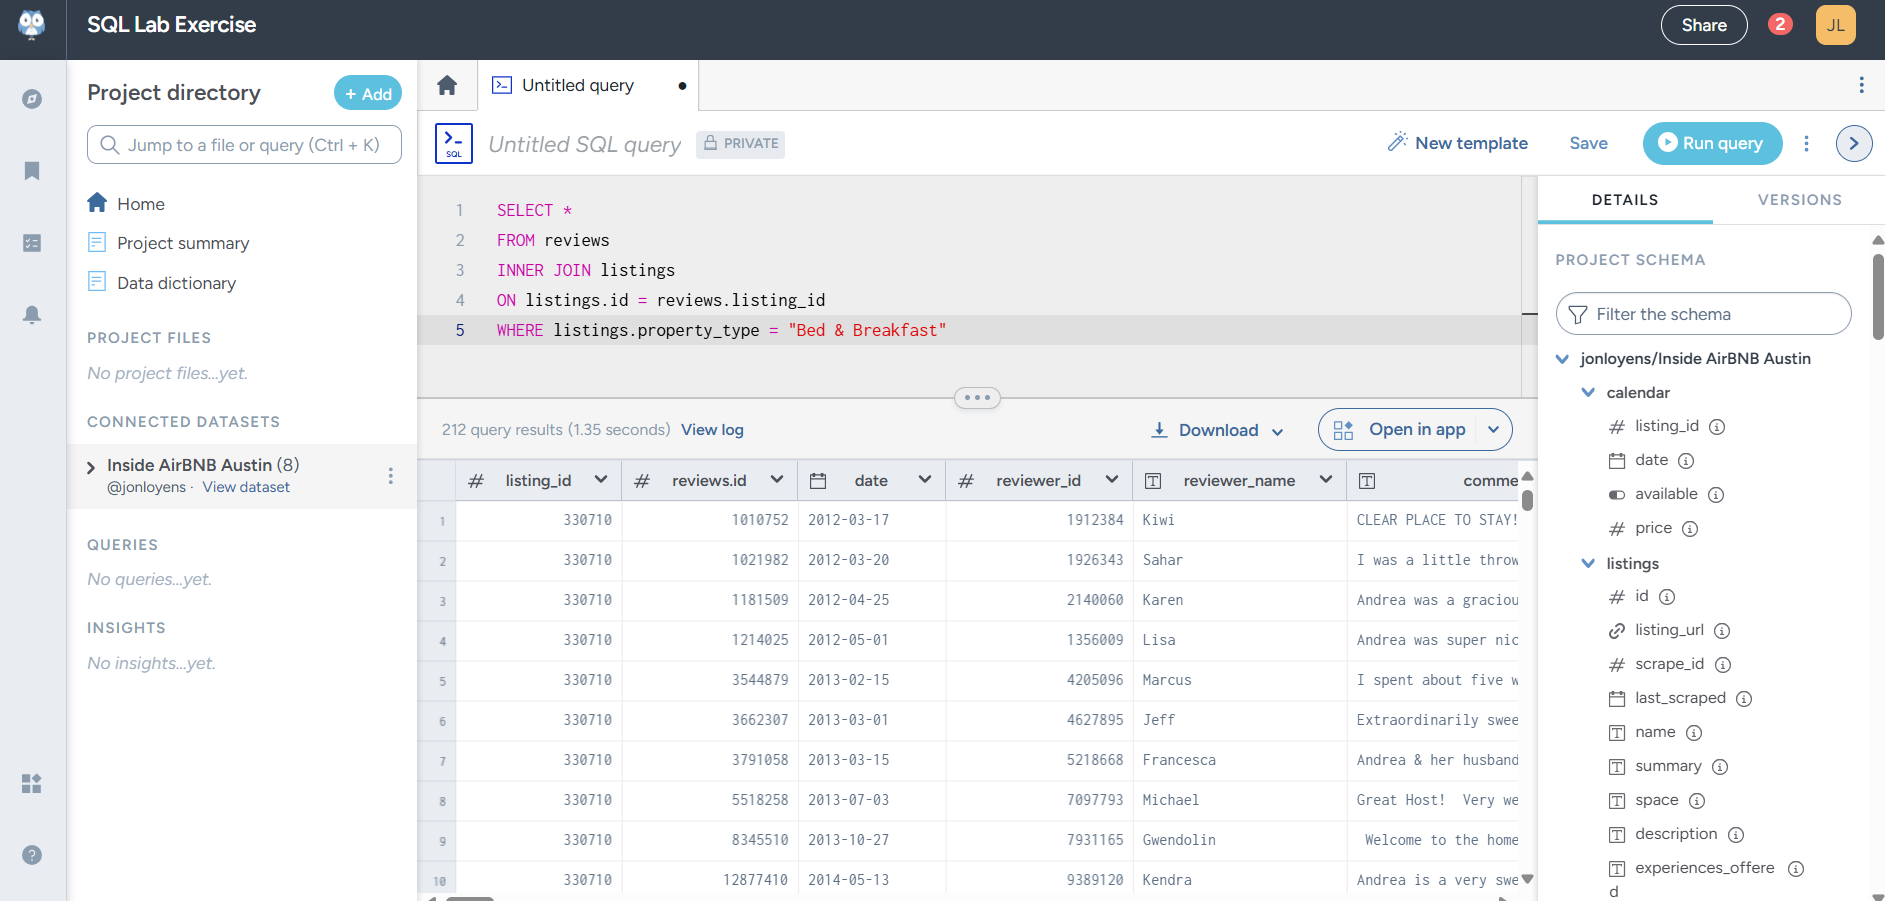 SQL Lab Exercise
Share
2
JL
Project directory
+ Add
Jump to a file or query (Ctrl + K)
Home
Project summary
Data dictionary
PROJECT FILES
No project files...yet.
CONNECTED DATASETS
Inside AirBNB Austin (8)
@jonloyens · View dataset
QUERIES
No queries...yet.
INSIGHTS
No insights...yet.
Untitled query
SQL
Untitled SQL query
PRIVATE
New template
Save
Run query
1 SELECT *
2 FROM reviews
3 INNER JOIN listings
4 ON listings.id = reviews.listing_id
5 WHERE listings.property_type = "Bed & Breakfast"
212 query results (1.35 seconds) View log
Download
Open in app
# listing_id # reviews.id date # reviewer_id T reviewer_name T comme
1 330710 1010752 2012-03-17 1912384 Kiwi CLEAR PLACE TO STAY!
2 330710 1021982 2012-03-20 1926343 Sahar I was a little throw
3 330710 1181509 2012-04-25 2140060 Karen Andrea was a graciou
4 330710 1214025 2012-05-01 1356009 Lisa Andrea was super nic
5 330710 3544879 2013-02-15 4205096 Marcus I spent about five w
6 330710 3662307 2013-03-01 4627895 Jeff Extraordinarily swee
7 330710 3791058 2013-03-15 5218668 Francesca Andrea & her husband
8 330710 5518258 2013-07-03 7097793 Michael Great Host! Very we
9 330710 8345510 2013-10-27 7931165 Gwendolin Welcome to the home
10 330710 12877410 2014-05-13 9389120 Kendra Andrea is a very swe
DETAILS
VERSIONS
PROJECT SCHEMA
Filter the schema
jonloyens/Inside AirBNB Austin
calendar
# listing_id
date
available
# price
listings
# id
listing_url
# scrape_id
last_scraped
T name
T summary
T space
T description
T experiences_offere
d